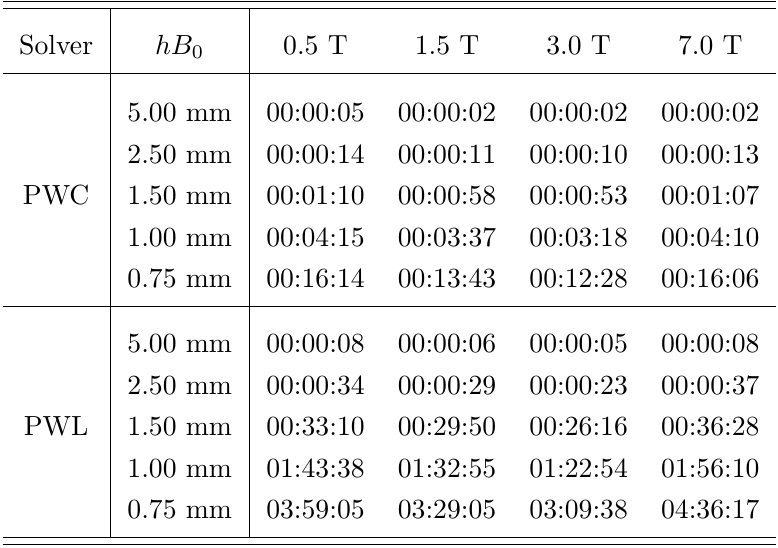 Solver hB₀ 0.5 T 1.5 T 3.0 T 7.0 T
5.00 mm 00:00:05 00:00:02 00:00:02 00:00:02
2.50 mm 00:00:14 00:00:11 00:00:10 00:00:13
PWC 1.50 mm 00:01:10 00:00:58 00:00:53 00:01:07
1.00 mm 00:04:15 00:03:37 00:03:18 00:04:10
0.75 mm 00:16:14 00:13:43 00:12:28 00:16:06
5.00 mm 00:00:08 00:00:06 00:00:05 00:00:08
2.50 mm 00:00:34 00:00:29 00:00:23 00:00:37
PWL 1.50 mm 00:33:10 00:29:50 00:26:16 00:36:28
1.00 mm 01:43:38 01:32:55 01:22:54 01:56:10
0.75 mm 03:59:05 03:29:05 03:09:38 04:36:17